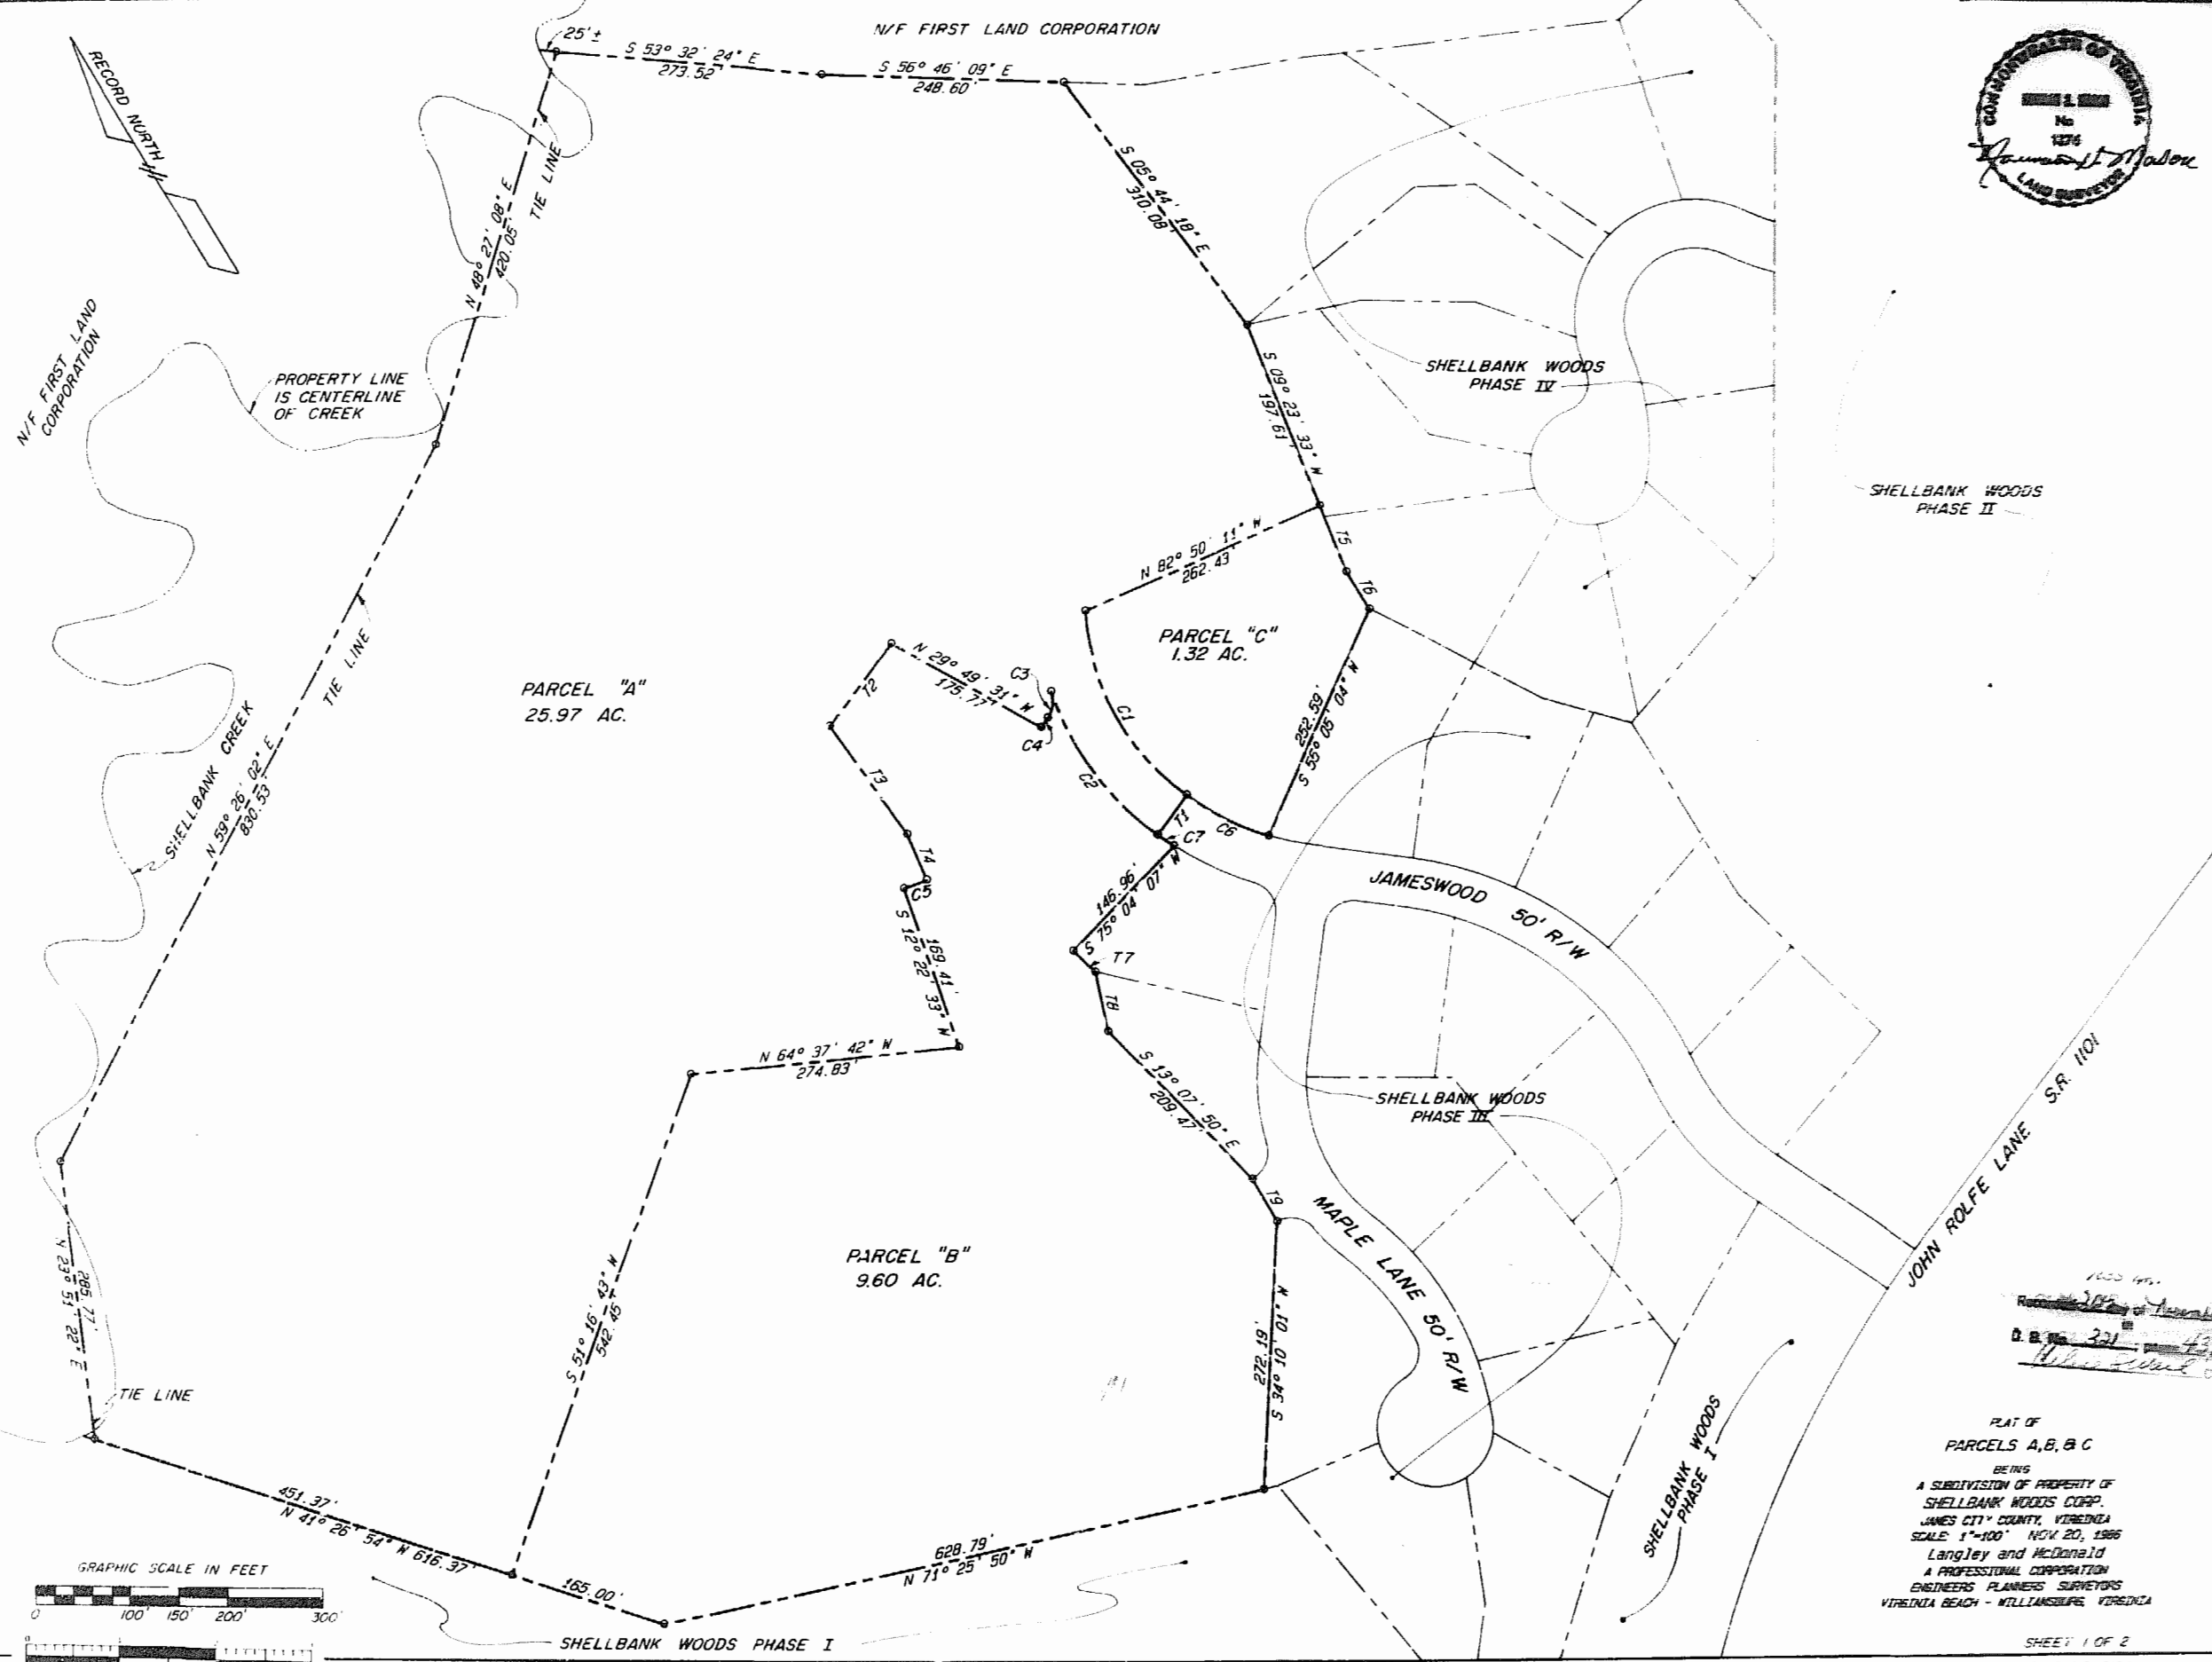 N/F FIRST LAND CORPORATION
25'±
S 53° 32' 24" E
273.52'
S 56° 46' 09" E
248.60'
COMMONWEALTH OF VIRGINIA
No
1376
LAND SURVEYOR
RECORD NORTH
N 48° 27' 08" E
420.05'
TIE LINE
S 05° 44' 18" E
310.08'
N/F FIRST LAND
CORPORATION
PROPERTY LINE
IS CENTERLINE
OF CREEK
S 09° 23' 33" W
197.61'
SHELLBANK WOODS
PHASE IV
SHELLBANK WOODS
PHASE II
N 82° 50' 11" W
262.43'
T5
T6
PARCEL "C"
1.32 AC.
PARCEL "A"
25.97 AC.
TIE LINE
SHELLBANK CREEK
N 59° 26' 02" E
830.53'
T2
N 29° 49' 31" W
175.77'
C3
C4
C1
C2
252.59'
S 55° 05' 04" W
T3
T1
C6
C7
T4
C5
146.96'
S 75° 04' 07" W
JAMESWOOD 50' R/W
169.41'
S 12° 22' 33" W
T7
T8
N 64° 37' 42" W
274.83'
S 13° 07' 50" E
209.47'
SHELLBANK WOODS
PHASE III
JOHN ROLFE LANE S.R. 1101
T9
MAPLE LANE 50' R/W
285.77'
N 23° 51' 22" E
S 51° 16' 43" W
542.45'
PARCEL "B"
9.60 AC.
272.19'
S 34° 10' 01" W
TIE LINE
D. B. No. 321
SHELLBANK WOODS
PHASE I
451.37'
N 41° 26' 54" W 616.37'
165.00'
628.79'
N 71° 25' 50" W
GRAPHIC SCALE IN FEET
0 100' 150' 200' 300'
SHELLBANK WOODS PHASE I
PLAT OF
PARCELS A,B,& C
BEING
A SUBDIVISION OF PROPERTY OF
SHELLBANK WOODS CORP.
JAMES CITY COUNTY, VIRGINIA
SCALE: 1"=100' NOV. 20, 1986
Langley and McDonald
A PROFESSIONAL CORPORATION
ENGINEERS PLANNERS SURVEYORS
VIRGINIA BEACH - WILLIAMSBURG, VIRGINIA
SHEET 1 OF 2